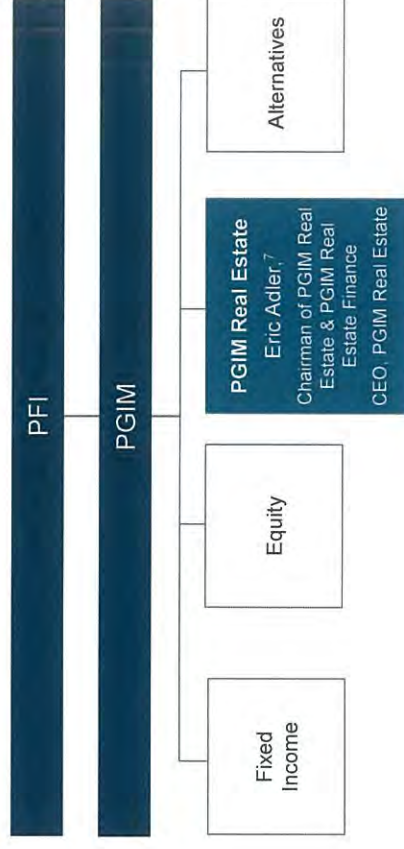 PFI
PGIM
Fixed
Income
Equity
PGIM Real Estate
Eric Adler,7
Chairman of PGIM Real
Estate & PGIM Real
Estate Finance
CEO, PGIM Real Estate
Alternatives